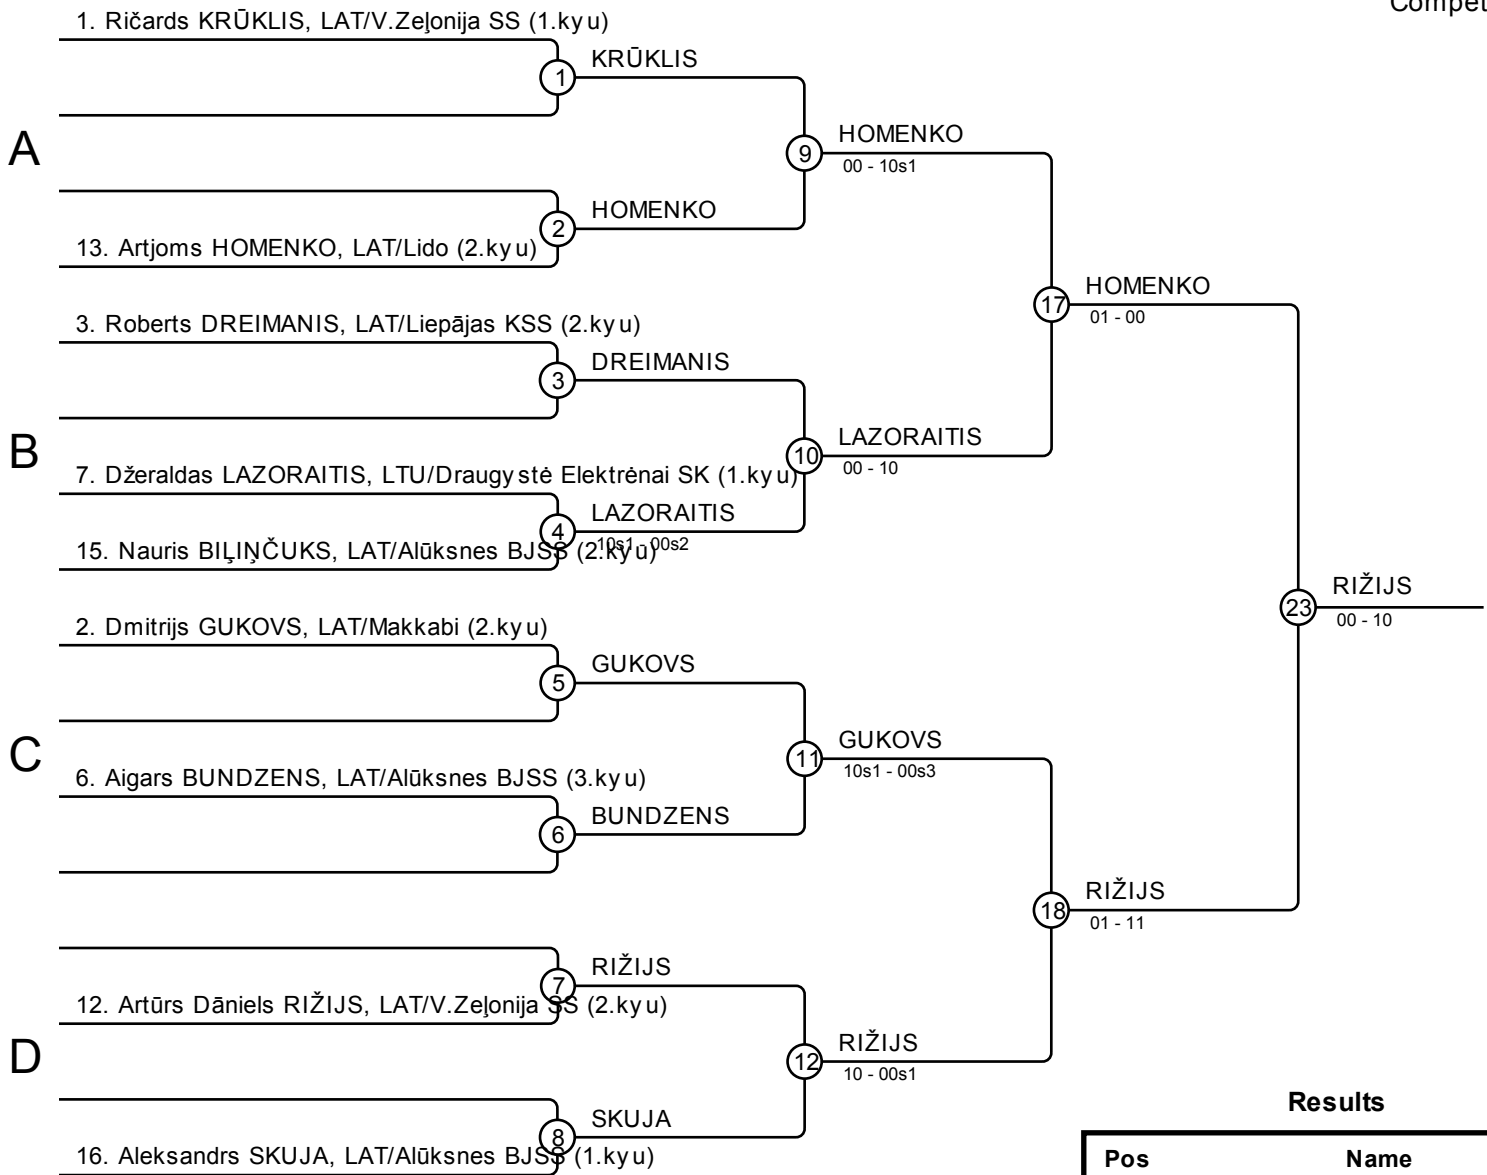 Compet
1. Ričards KRŪKLIS, LAT/V.Zeļonija SS (1.kyu)
1
KRŪKLIS
A
9
HOMENKO
00 - 10s1
2
HOMENKO
13. Artjoms HOMENKO, LAT/Lido (2.kyu)
17
HOMENKO
01 - 00
3. Roberts DREIMANIS, LAT/Liepājas KSS (2.kyu)
3
DREIMANIS
B
10
LAZORAITIS
00 - 10
7. Džeraldas LAZORAITIS, LTU/Draugystė Elektrėnai SK (1.kyu)
4
LAZORAITIS
10s1 - 00s2
15. Nauris BIĻIŅČUKS, LAT/Alūksnes BJSS (2.kyu)
23
RIŽIJS
00 - 10
2. Dmitrijs GUKOVS, LAT/Makkabi (2.kyu)
5
GUKOVS
C
11
GUKOVS
10s1 - 00s3
6. Aigars BUNDZENS, LAT/Alūksnes BJSS (3.kyu)
6
BUNDZENS
18
RIŽIJS
01 - 11
7
RIŽIJS
12. Artūrs Dāniels RIŽIJS, LAT/V.Zeļonija SS (2.kyu)
D
12
RIŽIJS
10 - 00s1
8
SKUJA
16. Aleksandrs SKUJA, LAT/Alūksnes BJSS (1.kyu)
Results
Pos Name